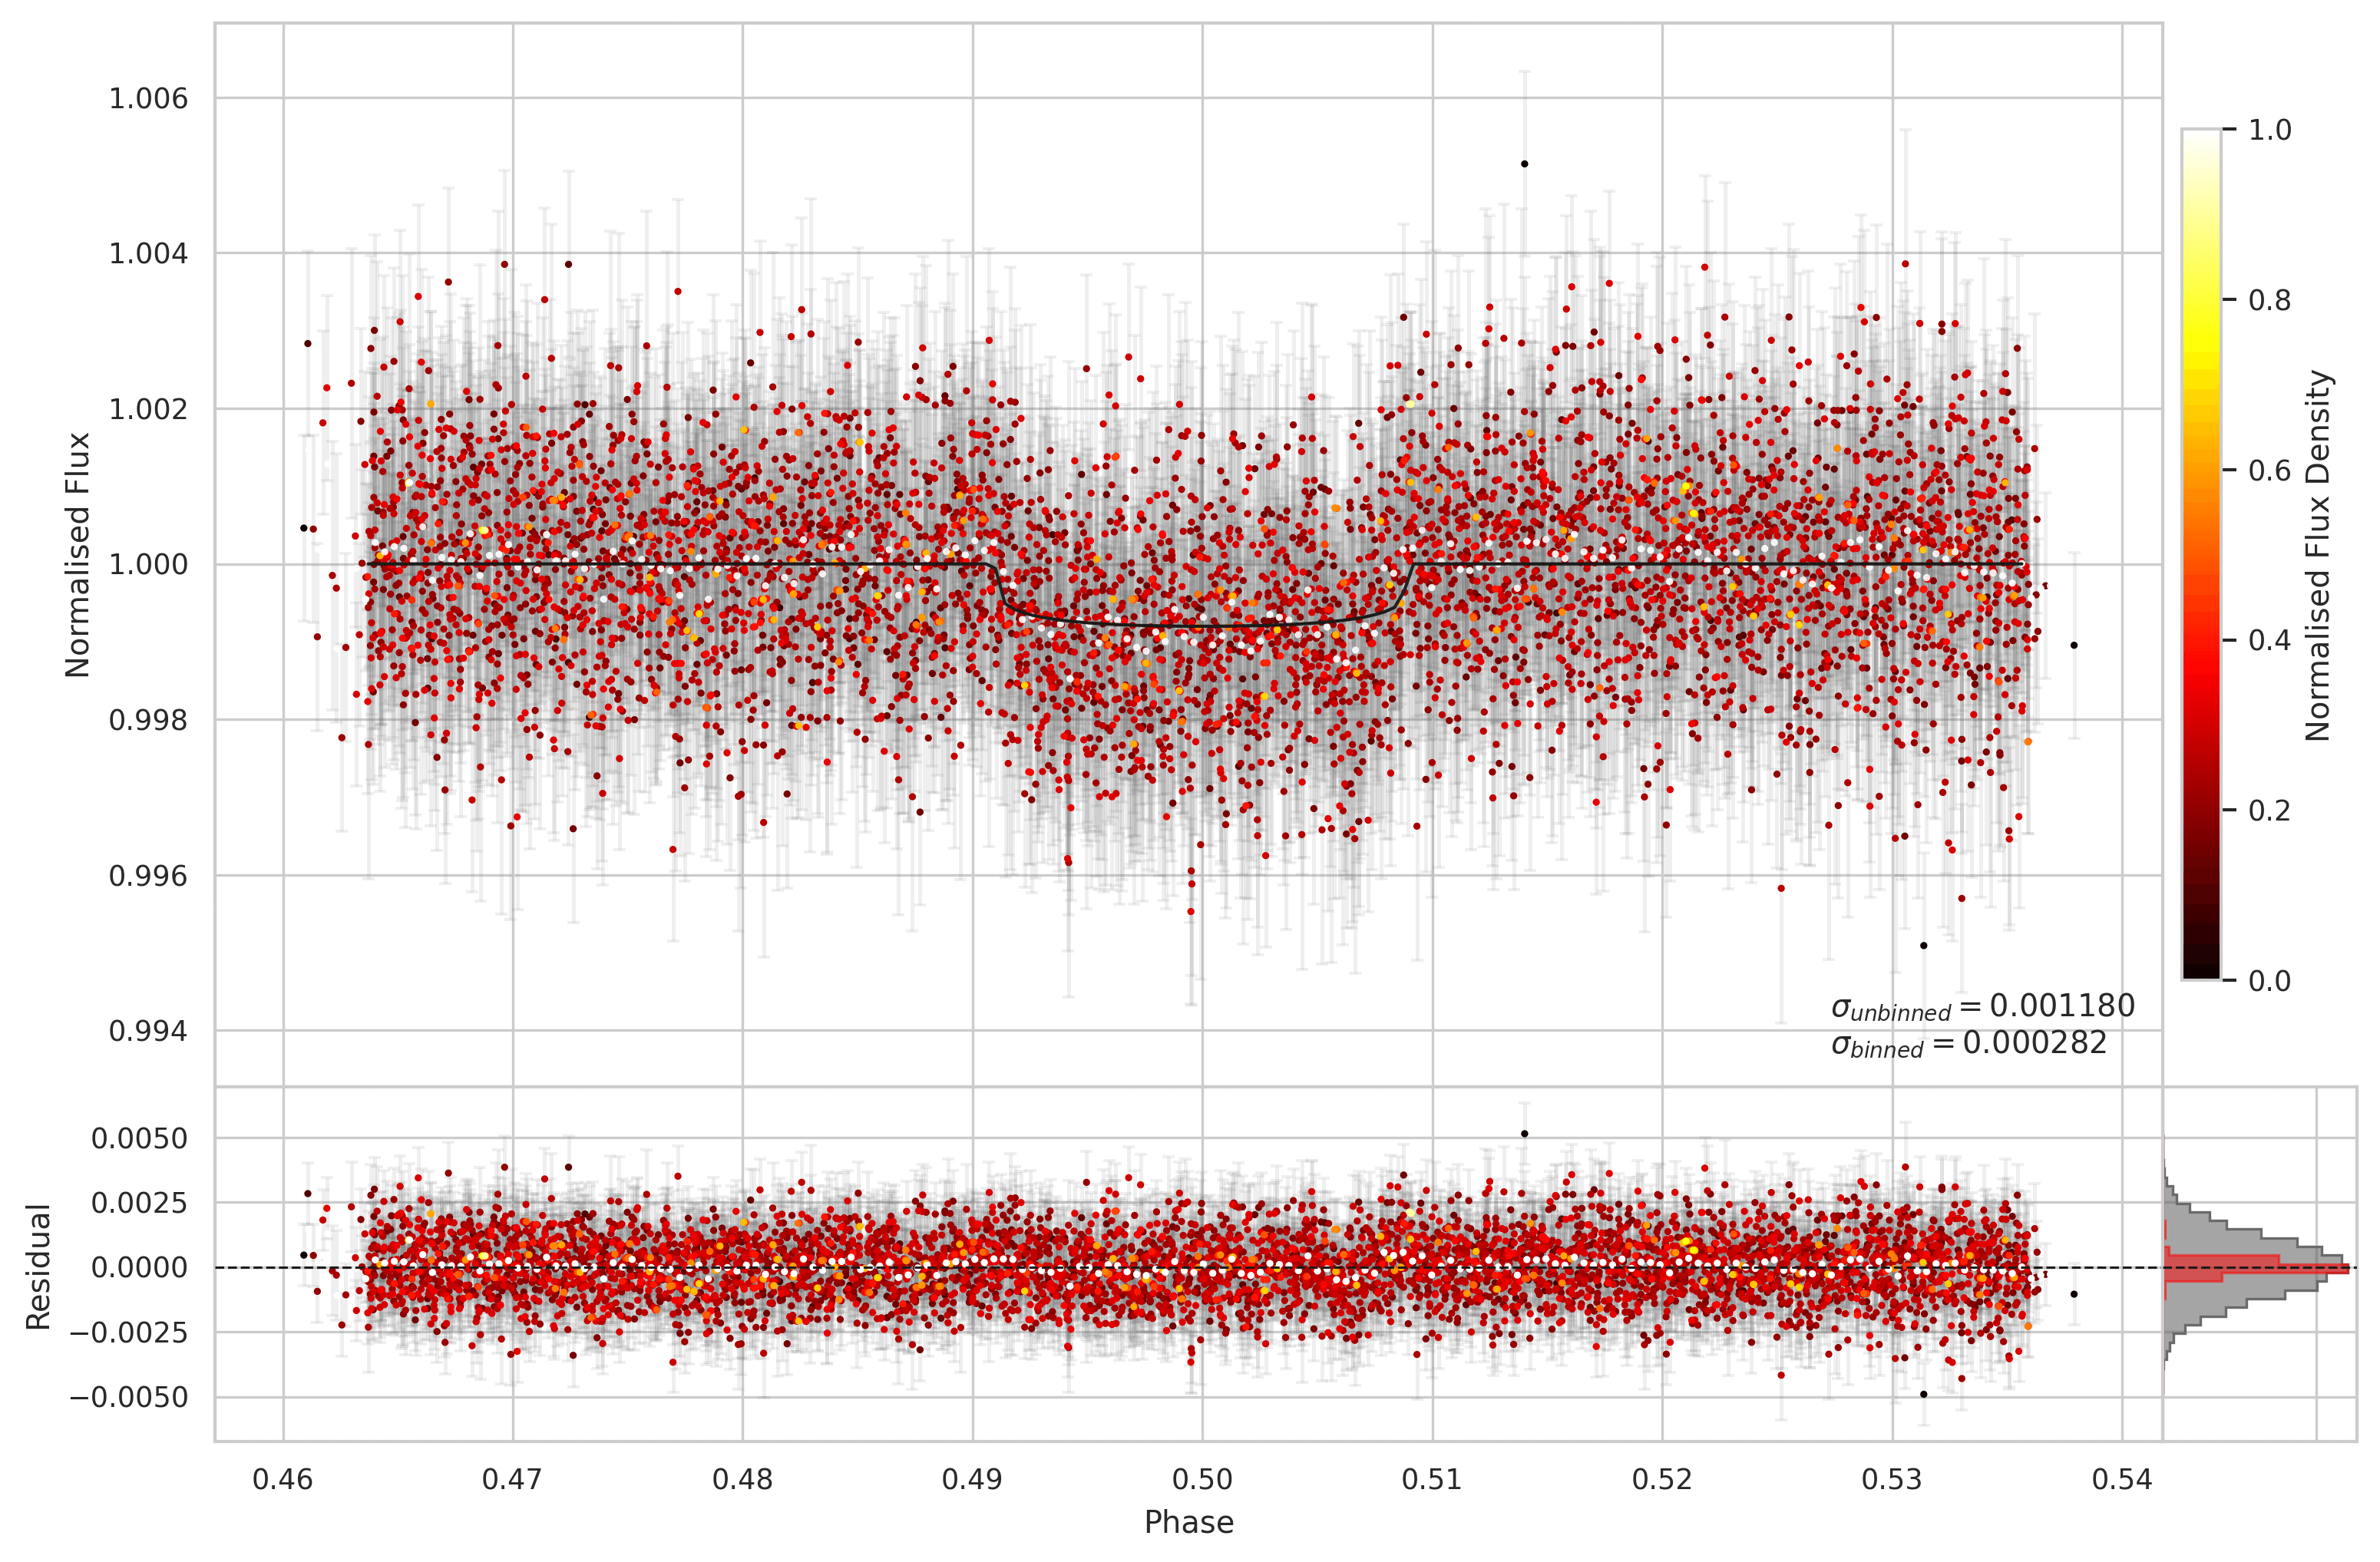 1.006
1.004
1.002
1.000
0.998
0.996
0.994
Normalised Flux
σunbinned = 0.001180
σbinned = 0.000282
1.0
0.8
0.6
0.4
0.2
0.0
Normalised Flux Density
0.0050
0.0025
0.0000
−0.0025
−0.0050
Residual
0.46 0.47 0.48 0.49 0.50 0.51 0.52 0.53 0.54
Phase